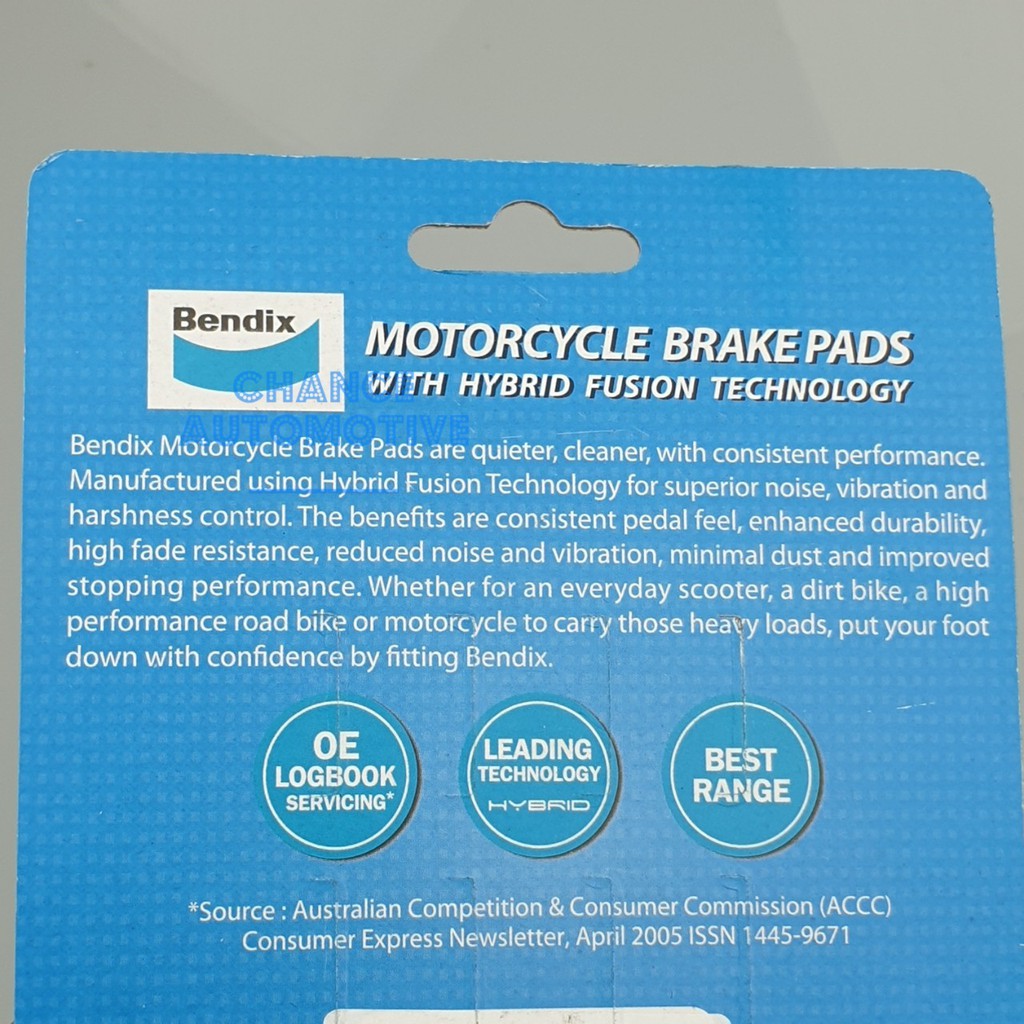 Bendix
MOTORCYCLE BRAKE PADS
WITH HYBRID FUSION TECHNOLOGY
CHANGE
AUTOMOTIVE
Bendix Motorcycle Brake Pads are quieter, cleaner, with consistent performance.
Manufactured using Hybrid Fusion Technology for superior noise, vibration and
harshness control. The benefits are consistent pedal feel, enhanced durability,
high fade resistance, reduced noise and vibration, minimal dust and improved
stopping performance. Whether for an everyday scooter, a dirt bike, a high
performance road bike or motorcycle to carry those heavy loads, put your foot
down with confidence by fitting Bendix.
OE
LOGBOOK
SERVICING*
LEADING
TECHNOLOGY
HYBRID
BEST
RANGE
*Source : Australian Competition & Consumer Commission (ACCC)
Consumer Express Newsletter, April 2005 ISSN 1445-9671